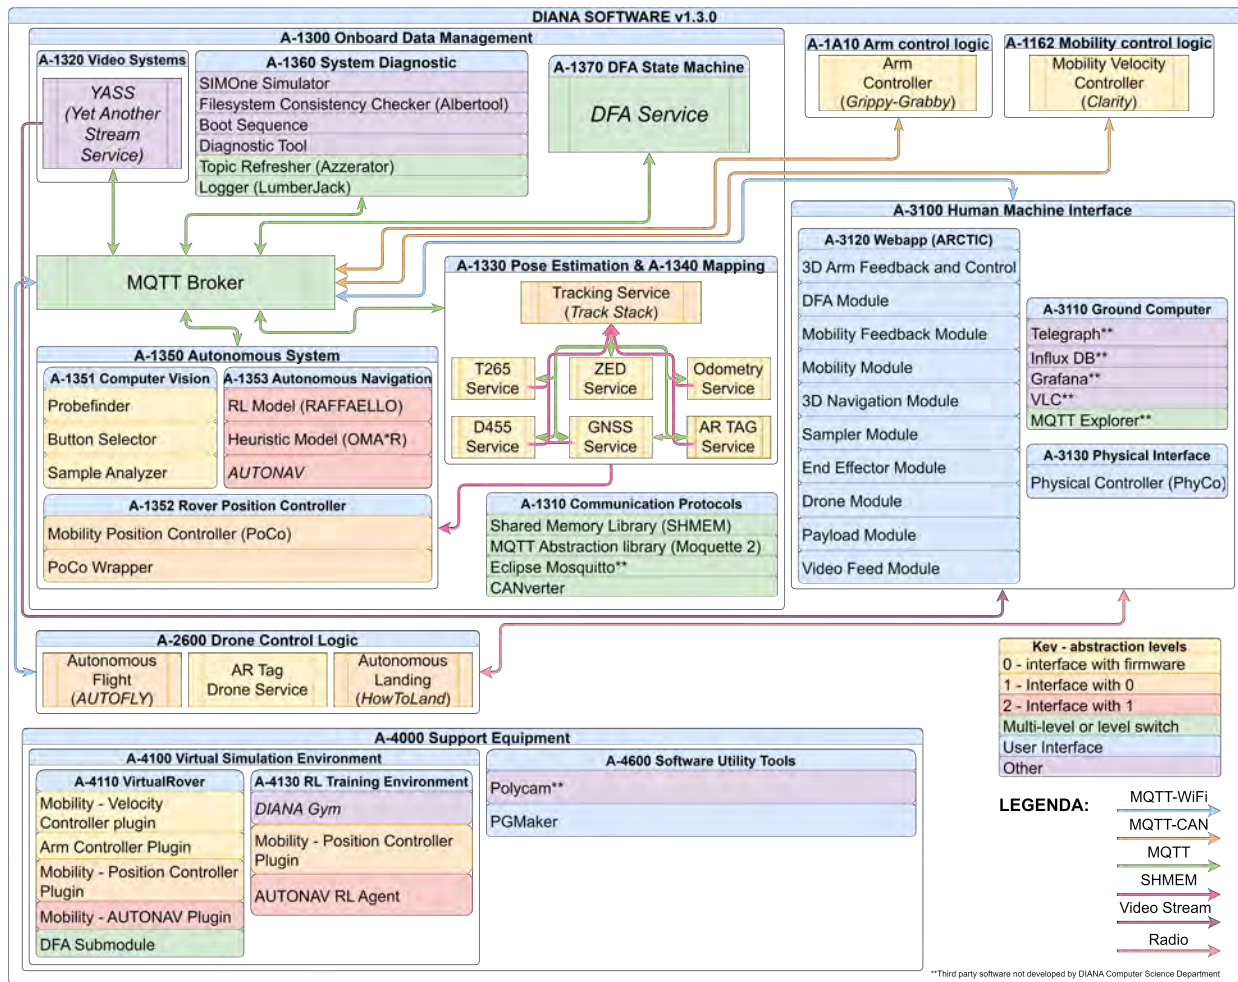 DIANA SOFTWARE v1.3.0
A-1300 Onboard Data Management
A-1320 Video Systems
YASS
(Yet Another
Stream
Service)
A-1360 System Diagnostic
SIMOne Simulator
Filesystem Consistency Checker (Albertool)
Boot Sequence
Diagnostic Tool
Topic Refresher (Azzerator)
Logger (LumberJack)
A-1370 DFA State Machine
DFA Service
A-1A10 Arm control logic
Arm
Controller
(Grippy-Grabby)
A-1162 Mobility control logic
Mobility Velocity
Controller
(Clarity)
MQTT Broker
A-1330 Pose Estimation & A-1340 Mapping
Tracking Service
(Track Stack)
T265
Service
ZED
Service
Odometry
Service
D455
Service
GNSS
Service
AR TAG
Service
A-1350 Autonomous System
A-1351 Computer Vision
Probefinder
Button Selector
Sample Analyzer
A-1353 Autonomous Navigation
RL Model (RAFFAELLO)
Heuristic Model (OMA*R)
AUTONAV
A-1352 Rover Position Controller
Mobility Position Controller (PoCo)
PoCo Wrapper
A-1310 Communication Protocols
Shared Memory Library (SHMEM)
MQTT Abstraction library (Moquette 2)
Eclipse Mosquitto**
CANverter
A-3100 Human Machine Interface
A-3120 Webapp (ARCTIC)
3D Arm Feedback and Control
DFA Module
Mobility Feedback Module
Mobility Module
3D Navigation Module
Sampler Module
End Effector Module
Drone Module
Payload Module
Video Feed Module
A-3110 Ground Computer
Telegraph**
Influx DB**
Grafana**
VLC**
MQTT Explorer**
A-3130 Physical Interface
Physical Controller (PhyCo)
A-2600 Drone Control Logic
Autonomous
Flight
(AUTOFLY)
AR Tag
Drone Service
Autonomous
Landing
(HowToLand)
A-4000 Support Equipment
A-4100 Virtual Simulation Environment
A-4110 VirtualRover
Mobility - Velocity
Controller plugin
Arm Controller Plugin
Mobility - Position Controller
Plugin
Mobility - AUTONAV Plugin
DFA Submodule
A-4130 RL Training Environment
DIANA Gym
Mobility - Position Controller
Plugin
AUTONAV RL Agent
A-4600 Software Utility Tools
Polycam**
PGMaker
Key - abstraction levels
0 - interface with firmware
1 - Interface with 0
2 - Interface with 1
Multi-level or level switch
User Interface
Other
LEGENDA:
MQTT-WiFi
MQTT-CAN
MQTT
SHMEM
Video Stream
Radio
**Third party software not developed by DIANA Computer Science Department